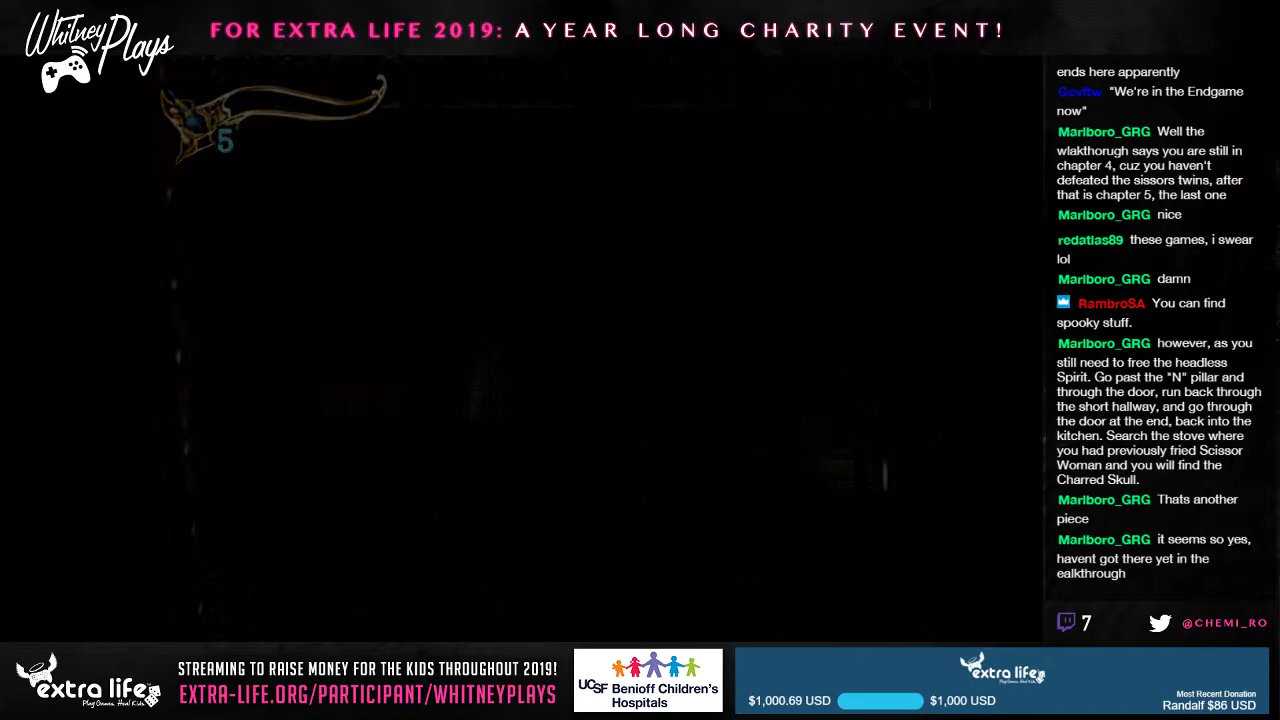 Whitney Plays
FOR EXTRA LIFE 2019: A YEAR LONG CHARITY EVENT!
5
ends here apparently
Govftw "We're in the Endgame
now"
Marlboro_GRG Well the
wlakthorugh says you are still in
chapter 4, cuz you haven't
defeated the sissors twins, after
that is chapter 5, the last one
Marlboro_GRG nice
redatlas89 these games, i swear
lol
Marlboro_GRG damn
RambroSA You can find
spooky stuff.
Marlboro_GRG however, as you
still need to free the headless
Spirit. Go past the "N" pillar and
through the door, run back through
the short hallway, and go through
the door at the end, back into the
kitchen. Search the stove where
you had previously fried Scissor
Woman and you will find the
Charred Skull.
Marlboro_GRG Thats another
piece
Marlboro_GRG it seems so yes,
havent got there yet in the
ealkthrough
7 @CHEMI_RO
extra life
Play Games. Heal Kids.
STREAMING TO RAISE MONEY FOR THE KIDS THROUGHOUT 2019!
EXTRA-LIFE.ORG/PARTICIPANT/WHITNEYPLAYS
UCSF Benioff Children's
Hospitals
extra life
Play Games. Heal Kids.
$1,000.69 USD $1,000 USD
Most Recent Donation
Randalf $86 USD